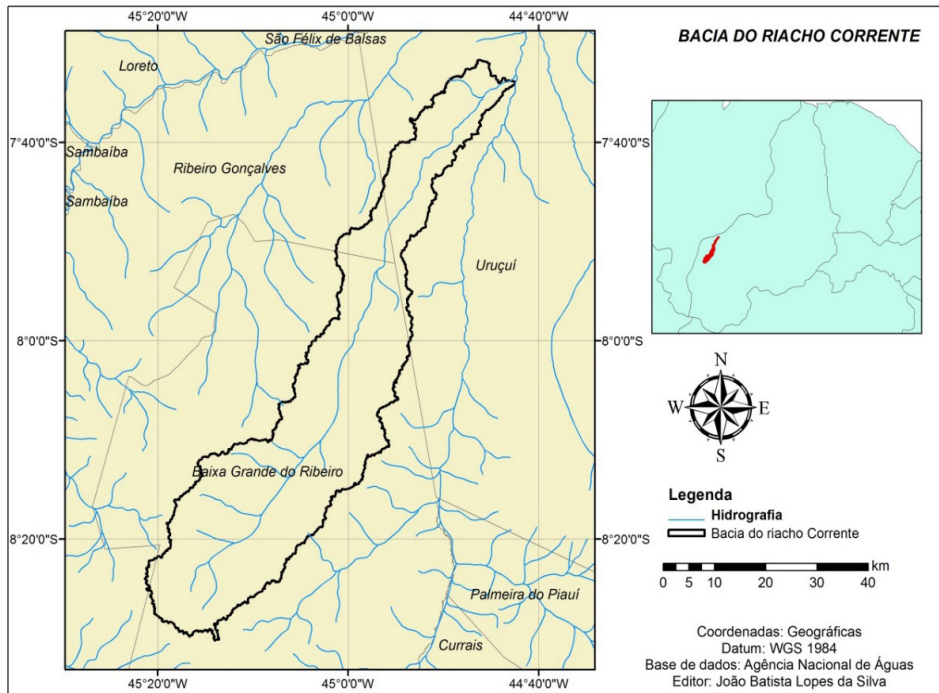 45°20'0"W
45°0'0"W
44°40'0"W
BACIA DO RIACHO CORRENTE
São Félix de Balsas
Loreto
7°40'0"S
7°40'0"S
Sambaíba
Ribeiro Gonçalves
Sambaíba
Uruçuí
8°0'0"S
8°0'0"S
N
W
E
S
Baixa Grande do Ribeiro
Legenda
Hidrografia
Bacia do riacho Corrente
8°20'0"S
8°20'0"S
km
0 5 10 20 30 40
Palmeira do Piauí
Currais
Coordenadas: Geográficas
Datum: WGS 1984
Base de dados: Agência Nacional de Águas
Editor: João Batista Lopes da Silva
45°20'0"W
45°0'0"W
44°40'0"W